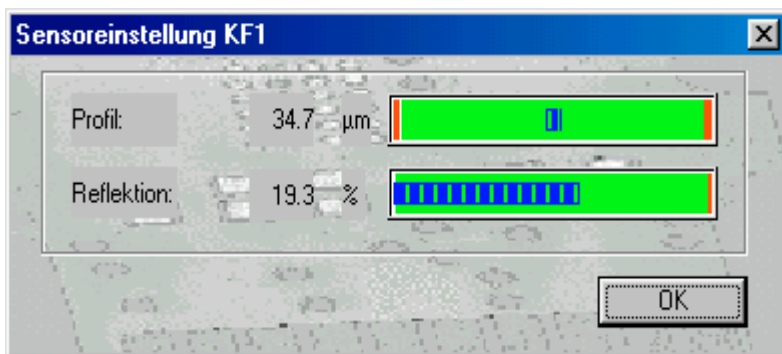 Sensoreinstellung KF1
Profil: 34.7 µm
Reflektion: 19.3 %
OK